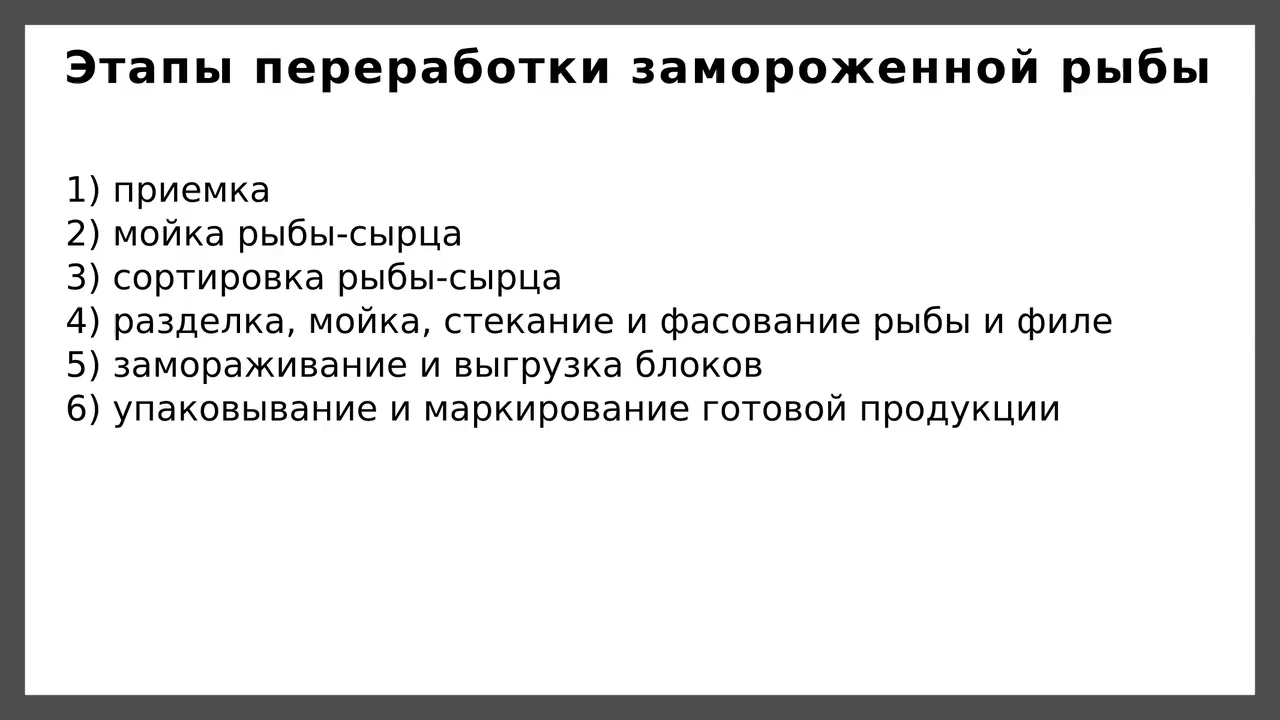 Этапы переработки замороженной рыбы
1) приемка
2) мойка рыбы-сырца
3) сортировка рыбы-сырца
4) разделка, мойка, стекание и фасование рыбы и филе
5) замораживание и выгрузка блоков
6) упаковывание и маркирование готовой продукции